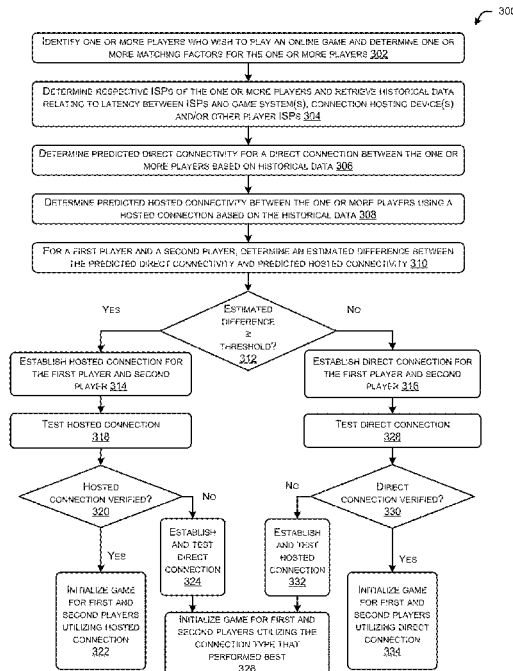 300
IDENTIFY ONE OR MORE PLAYERS WHO WISH TO PLAY AN ONLINE GAME AND DETERMINE ONE OR
MORE MATCHING FACTORS FOR THE ONE OR MORE PLAYERS 302
DETERMINE RESPECTIVE ISPS OF THE ONE OR MORE PLAYERS AND RETRIEVE HISTORICAL DATA
RELATING TO LATENCY BETWEEN ISPS AND GAME SYSTEM(S), CONNECTION HOSTING DEVICE(S)
AND/OR OTHER PLAYER ISPS 304
DETERMINE PREDICTED DIRECT CONNECTIVITY FOR A DIRECT CONNECTION BETWEEN THE ONE OR
MORE PLAYERS BASED ON HISTORICAL DATA 306
DETERMINE PREDICTED HOSTED CONNECTIVITY BETWEEN THE ONE OR MORE PLAYERS USING A
HOSTED CONNECTION BASED ON THE HISTORICAL DATA 308
FOR A FIRST PLAYER AND A SECOND PLAYER, DETERMINE AN ESTIMATED DIFFERENCE BETWEEN
THE PREDICTED DIRECT CONNECTIVITY AND PREDICTED HOSTED CONNECTIVITY 310
YES
NO
ESTIMATED
DIFFERENCE
≥
THRESHOLD?
312
ESTABLISH HOSTED CONNECTION FOR
THE FIRST PLAYER AND SECOND
PLAYER 314
ESTABLISH DIRECT CONNECTION FOR
THE FIRST PLAYER AND SECOND
PLAYER 316
TEST HOSTED CONNECTION
318
TEST DIRECT CONNECTION
328
HOSTED
CONNECTION VERIFIED?
320
DIRECT
CONNECTION VERIFIED?
330
NO
NO
YES
YES
ESTABLISH
AND TEST
DIRECT
CONNECTION
324
ESTABLISH
AND TEST
HOSTED
CONNECTION
332
INITIALIZE GAME
FOR FIRST AND
SECOND PLAYERS
UTILIZING HOSTED
CONNECTION
322
INITIALIZE GAME FOR FIRST AND
SECOND PLAYERS UTILIZING THE
CONNECTION TYPE THAT
PERFORMED BEST
326
INITIALIZE GAME
FOR FIRST AND
SECOND PLAYERS
UTILIZING DIRECT
CONNECTION
334